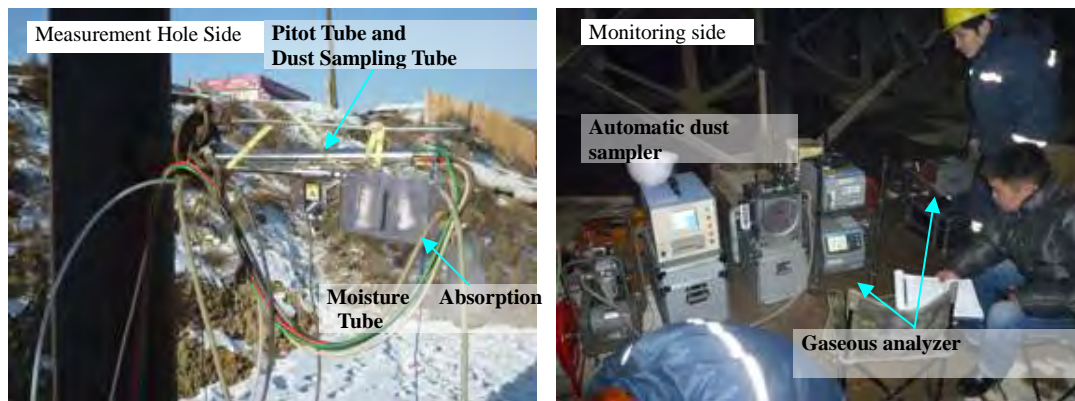 Measurement Hole Side
Pitot Tube and
Dust Sampling Tube
Moisture Absorption
Tube
Monitoring side
Automatic dust
sampler
Gaseous analyzer